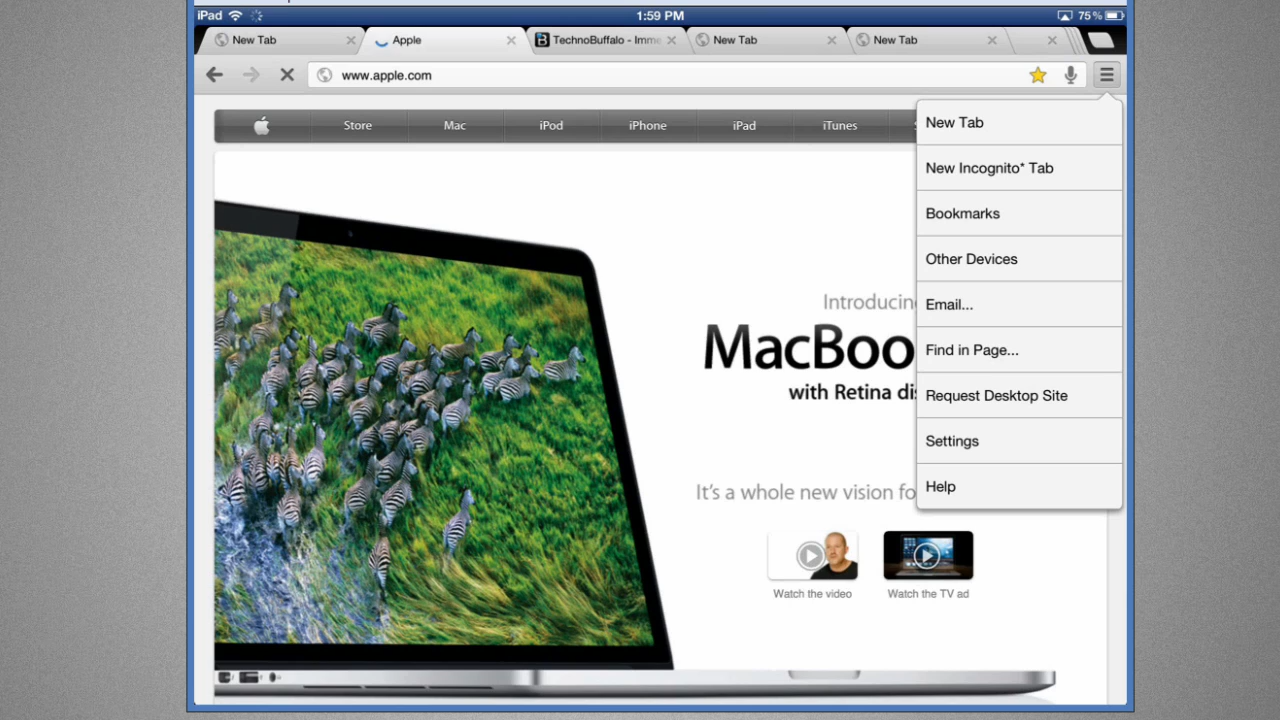 iPad 1:59 PM 75%
New Tab Apple TechnoBuffalo - Imme New Tab New Tab
www.apple.com
Store Mac iPod iPhone iPad iTunes
New Tab
New Incognito* Tab
Bookmarks
Other Devices
Email...
Find in Page...
Request Desktop Site
Settings
Help
Introducin
MacBoo
with Retina dis
It's a whole new vision fo
Watch the video Watch the TV ad